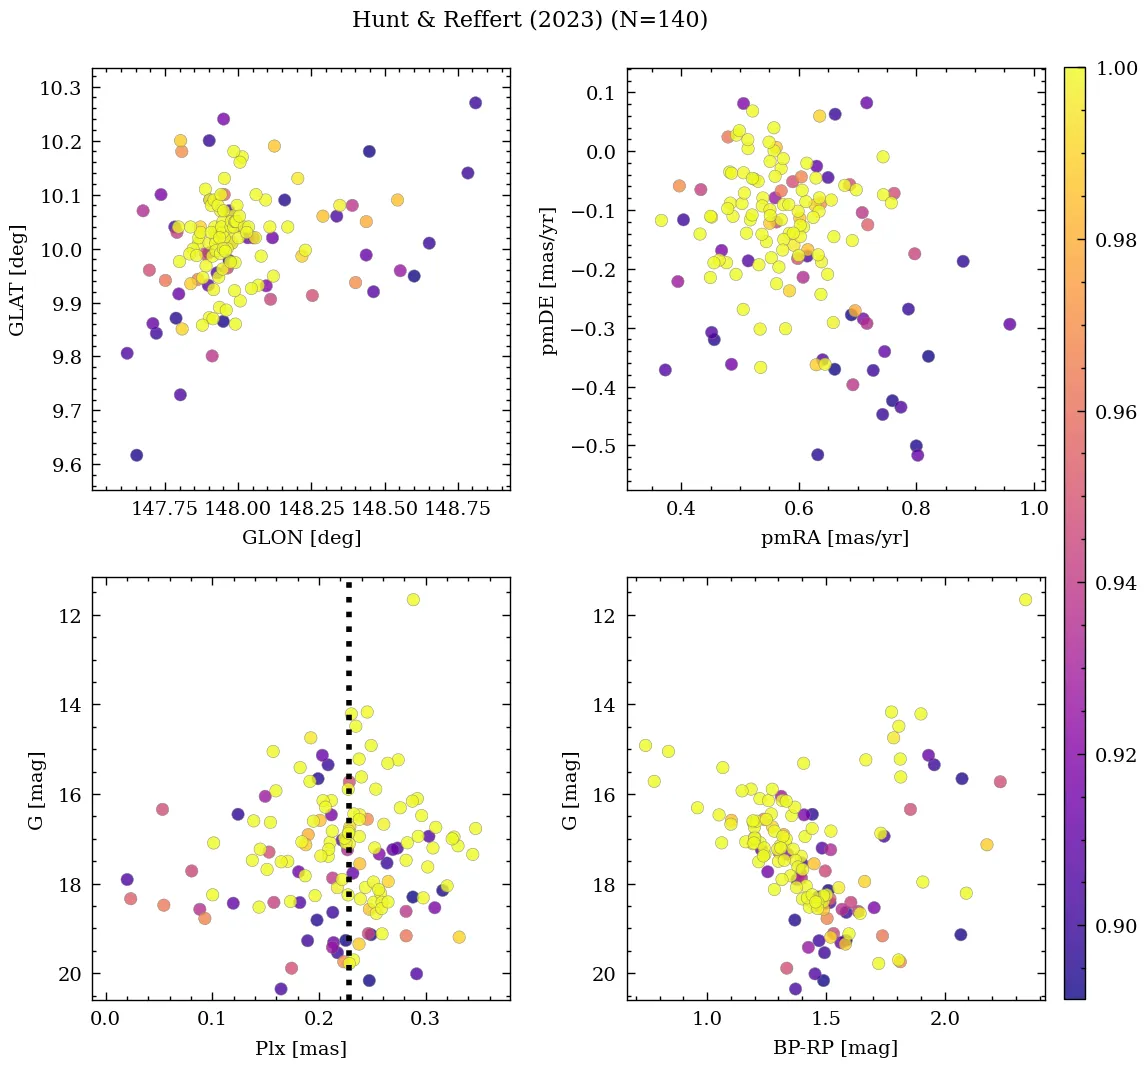 Hunt & Reffert (2023) (N=140)
10.3
10.2
10.1
10.0
9.9
9.8
9.7
9.6
GLAT [deg]
147.75 148.00 148.25 148.50 148.75
GLON [deg]
0.1
0.0
−0.1
−0.2
−0.3
−0.4
−0.5
pmDE [mas/yr]
0.4 0.6 0.8 1.0
pmRA [mas/yr]
12
14
16
18
20
G [mag]
0.0 0.1 0.2 0.3
Plx [mas]
12
14
16
18
20
G [mag]
1.0 1.5 2.0
BP-RP [mag]
1.00
0.98
0.96
0.94
0.92
0.90